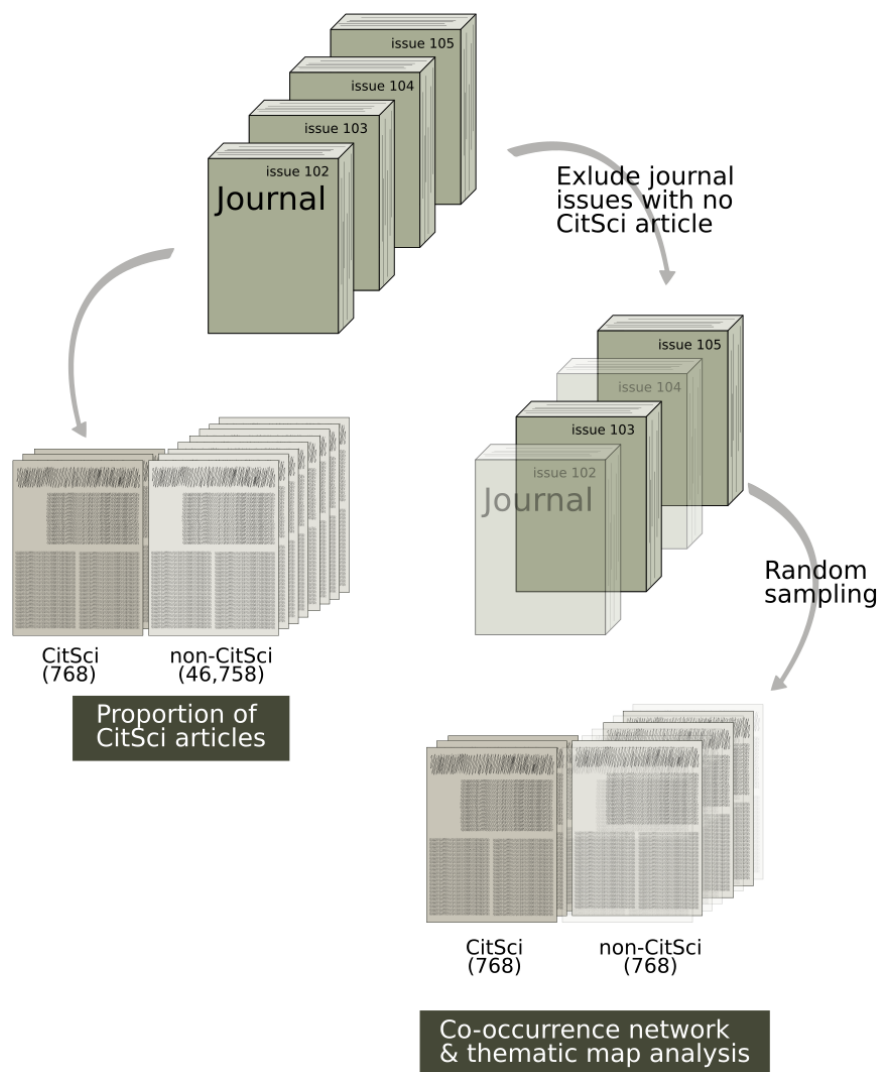 issue 105
issue 104
issue 103
issue 102
Journal
Exlude journal
issues with no
CitSci article
issue 105
issue 104
issue 103
issue 102
Journal
Random
sampling
CitSci
(768)
non-CitSci
(46,758)
Proportion of
CitSci articles
CitSci
(768)
non-CitSci
(768)
Co-occurrence network
& thematic map analysis